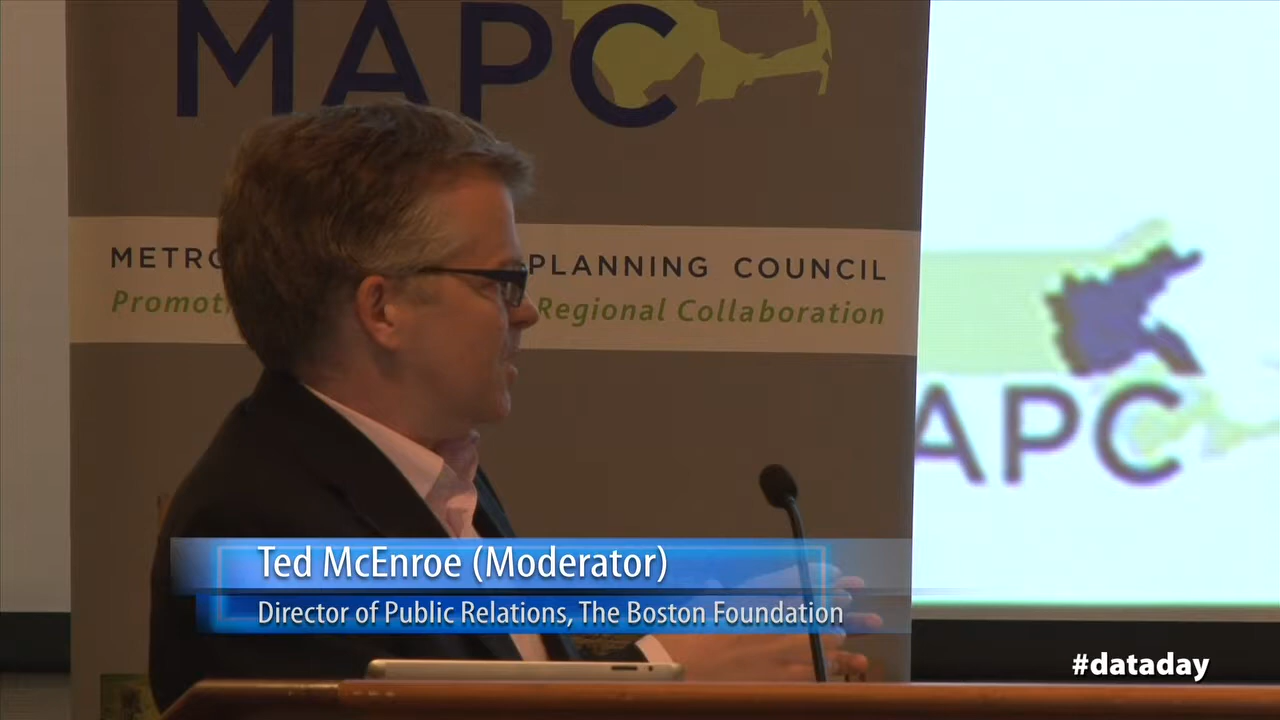 MAPC
METRO PLANNING COUNCIL
Promot Regional Collaboration
APC
Ted McEnroe (Moderator)
Director of Public Relations, The Boston Foundation
#dataday